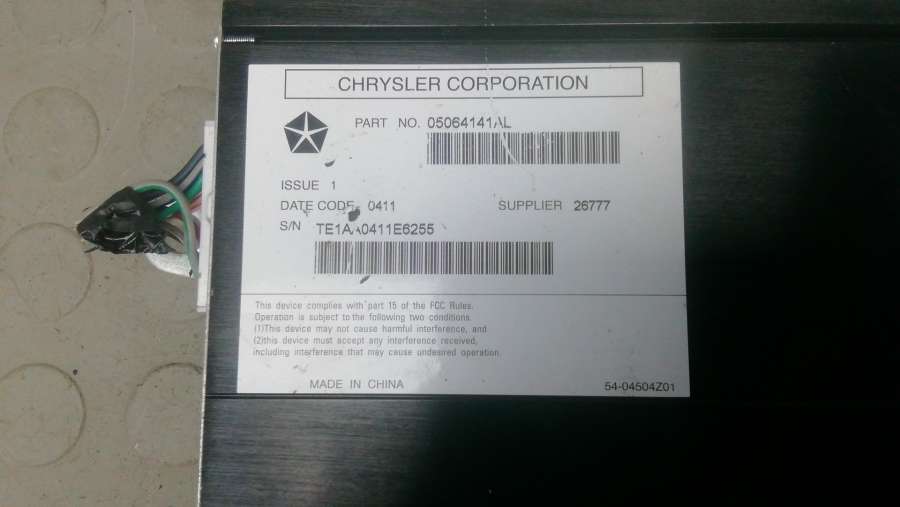 CHRYSLER CORPORATION
PART NO. 05064141AL
ISSUE 1
DATE CODE 0411 SUPPLIER 26777
S/N TE1AA0411E6255
This device complies with part 15 of the FCC Rules.
Operation is subject to the following two conditions.
(1)This device may not cause harmful interference, and
(2)this device must accept any interference received,
including interference that may cause undesired operation.
MADE IN CHINA 54-04504Z01